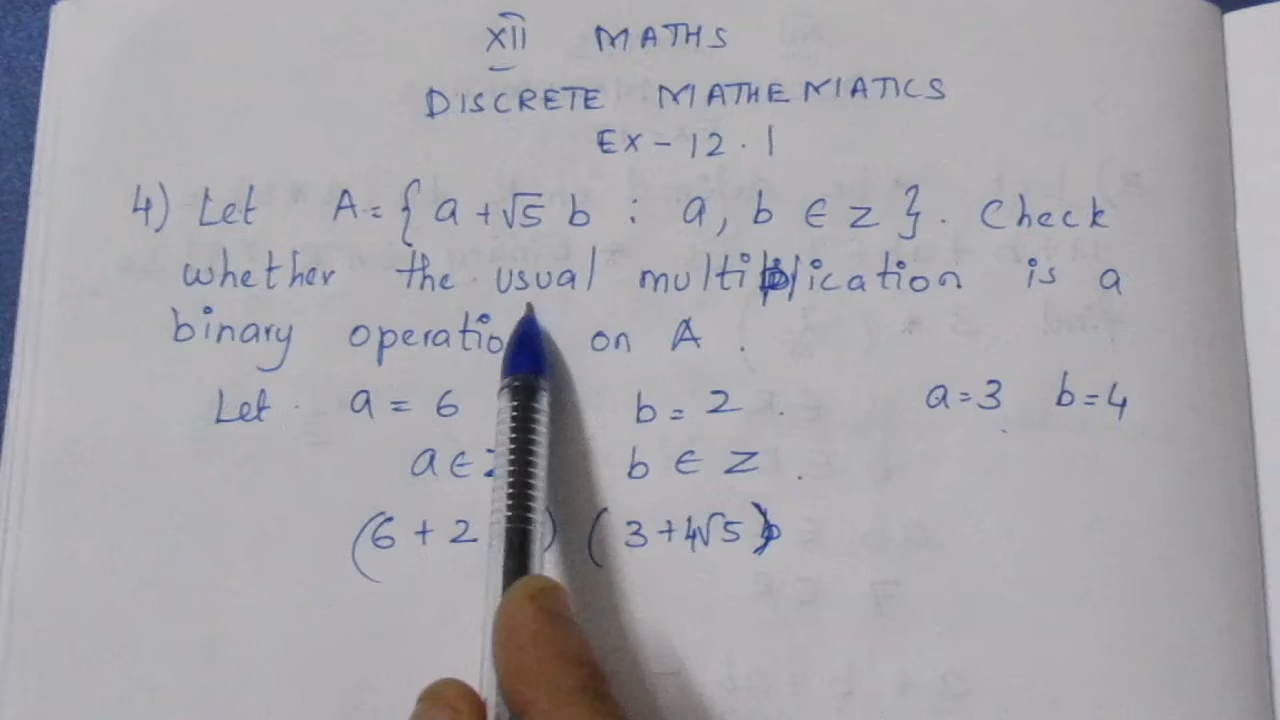 XII MATHS
DISCRETE MATHEMATICS
EX - 12.1
4) Let A = { a + √5 b : a, b ∈ z }. Check
whether the usual multiplication is a
binary operation on A.
Let a = 6 b = 2. a=3 b=4
a ∈ b ∈ Z.
(6 + 2 ) (3+4√5)